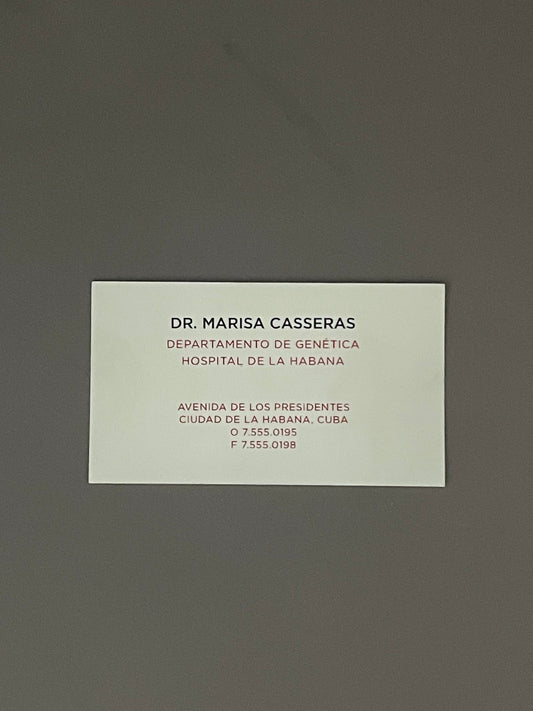 DR. MARISA CASSERAS
DEPARTAMENTO DE GENÉTICA
HOSPITAL DE LA HABANA
AVENIDA DE LOS PRESIDENTES
CIUDAD DE LA HABANA, CUBA
O 7.555.0195
F 7.555.0198